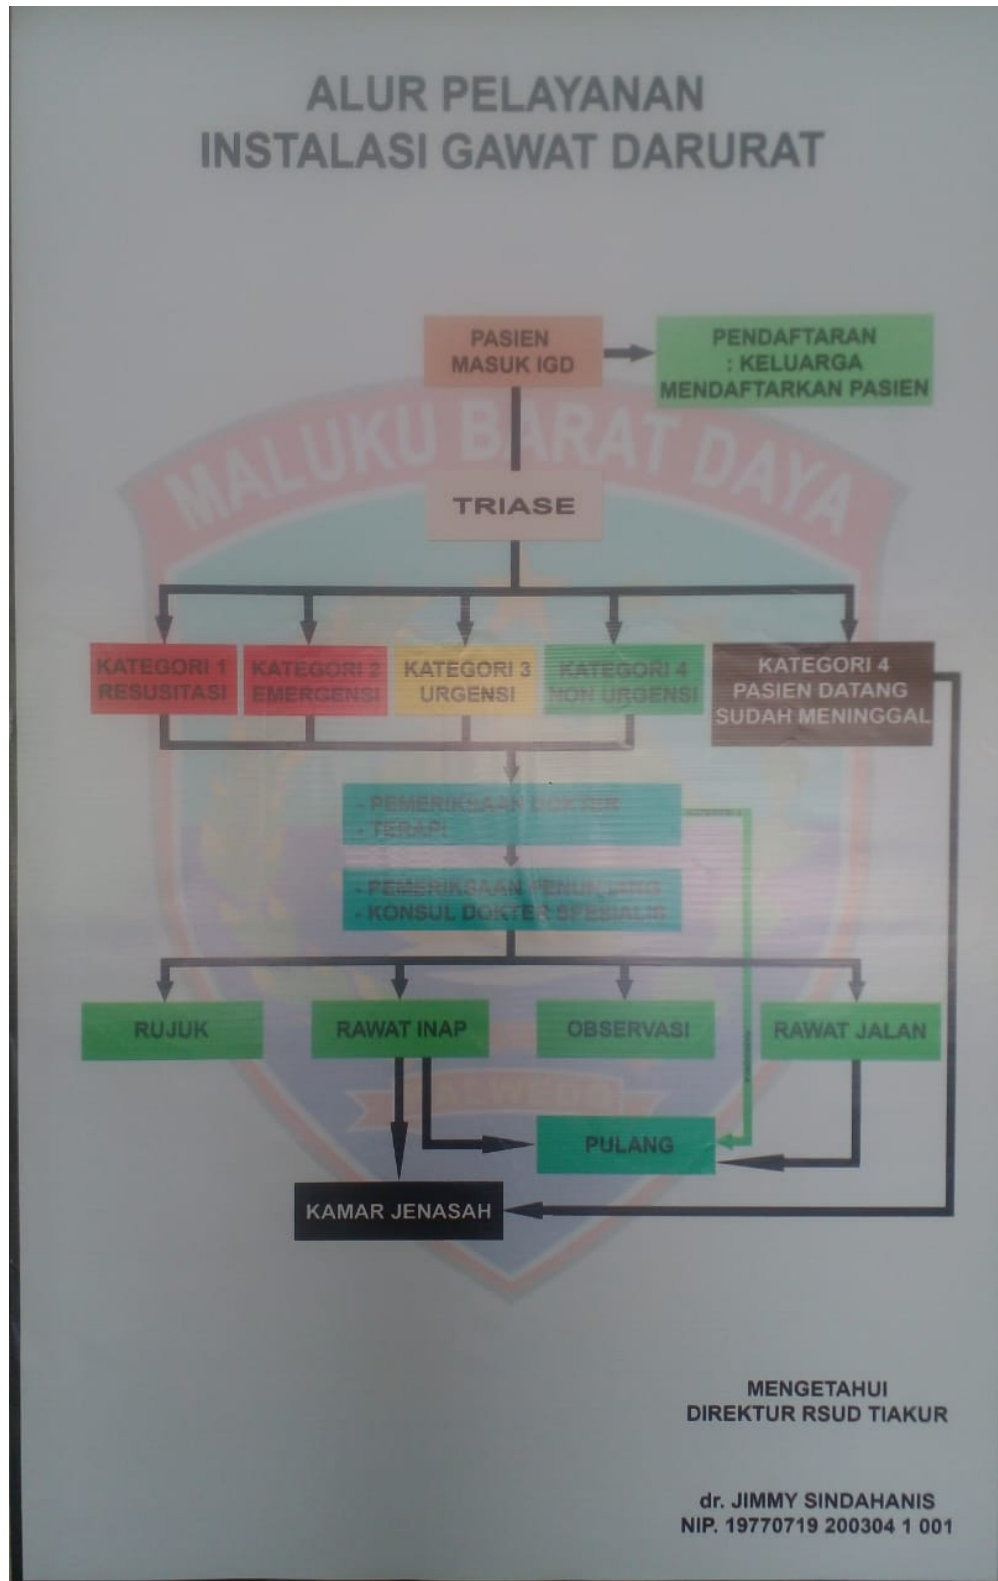 ALUR PELAYANAN
INSTALASI GAWAT DARURAT
PASIEN
MASUK IGD
PENDAFTARAN
: KELUARGA
MENDAFTARKAN PASIEN
MALUKU BARAT DAYA
TRIASE
KATEGORI 1
RESUSITASI
KATEGORI 2
EMERGENSI
KATEGORI 3
URGENSI
KATEGORI 4
NON URGENSI
KATEGORI 4
PASIEN DATANG
SUDAH MENINGGAL
- PEMERIKSAAN DOKTER
- TERAPI
- PEMERIKSAAN PENUNJANG
- KONSUL DOKTER SPESIALIS
RUJUK
RAWAT INAP
OBSERVASI
RAWAT JALAN
KALWEDO
PULANG
KAMAR JENASAH
MENGETAHUI
DIREKTUR RSUD TIAKUR
dr. JIMMY SINDAHANIS
NIP. 19770719 200304 1 001